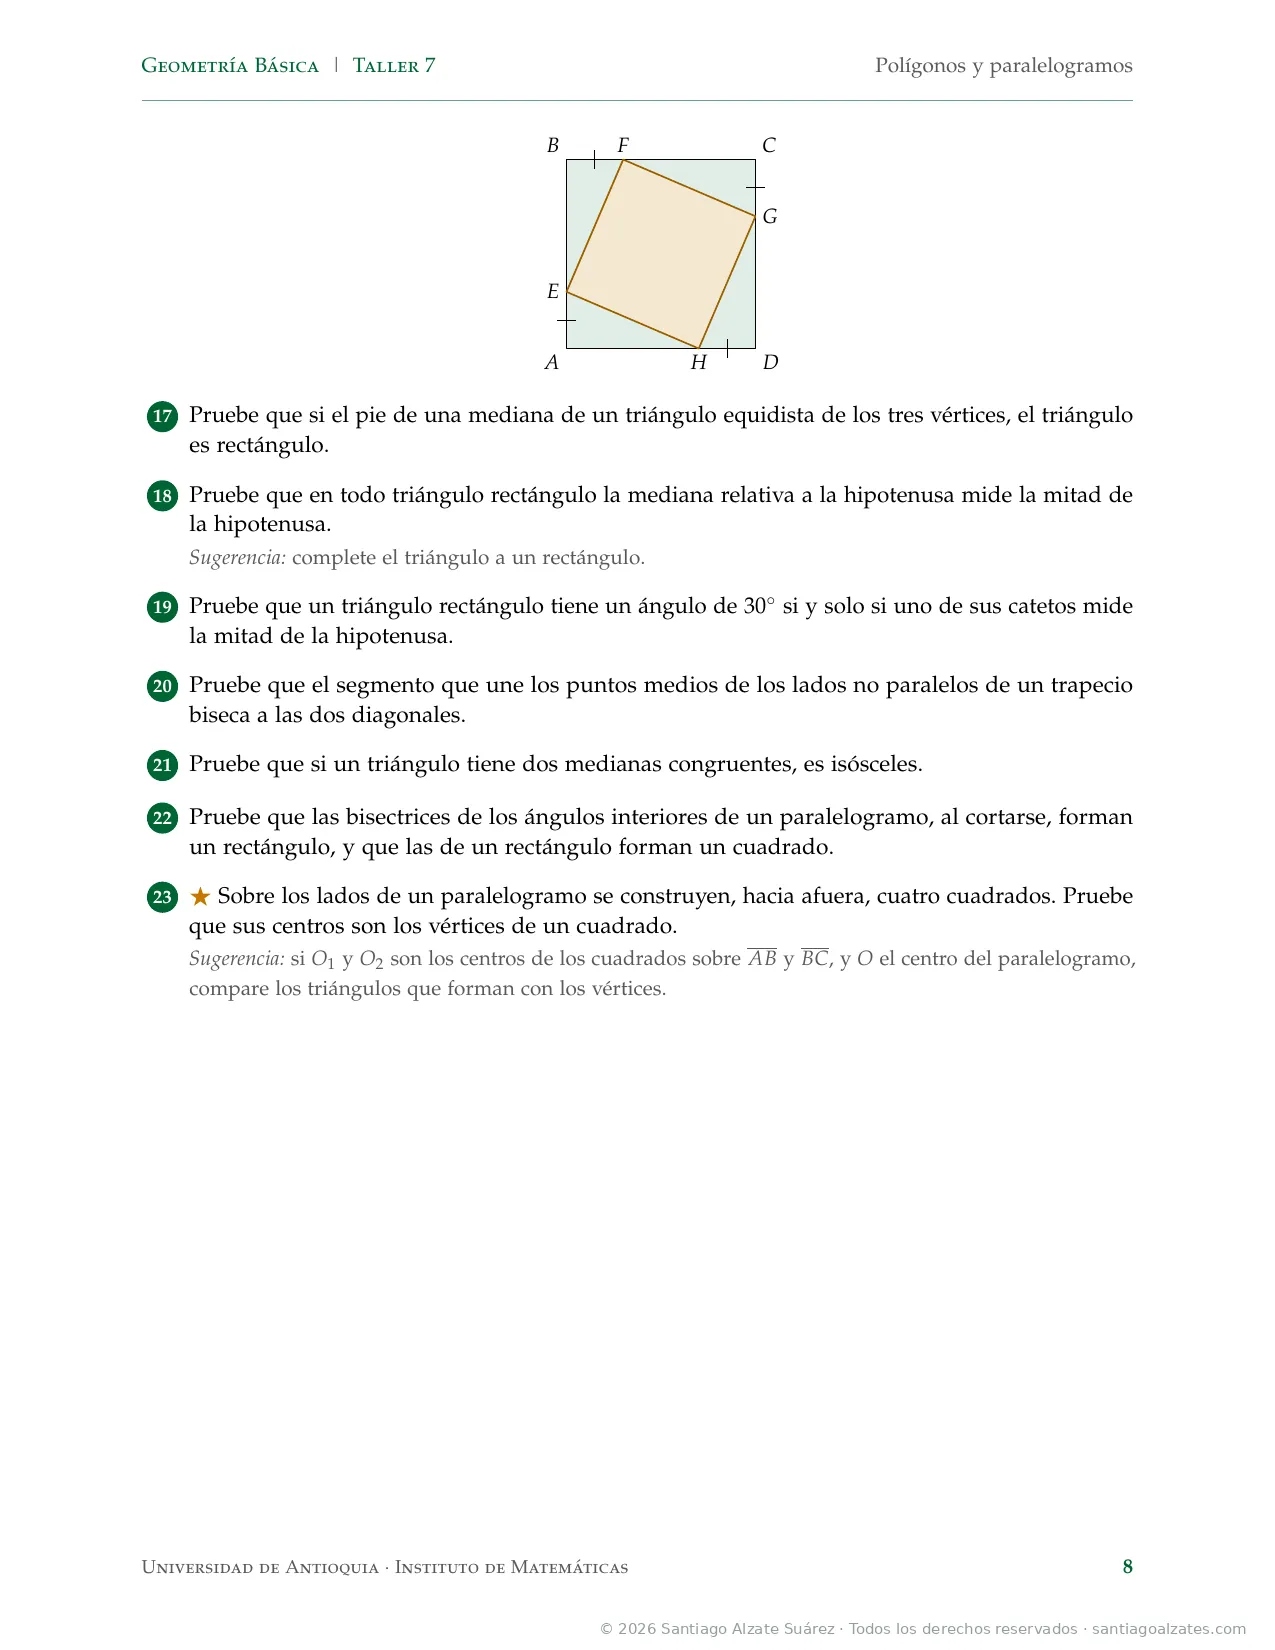 Geometría Básica | Taller 7
Polígonos y paralelogramos
B F C
G
E
A H D
17 Pruebe que si el pie de una mediana de un triángulo equidista de los tres vértices, el triángulo
es rectángulo.
18 Pruebe que en todo triángulo rectángulo la mediana relativa a la hipotenusa mide la mitad de
la hipotenusa.
Sugerencia: complete el triángulo a un rectángulo.
19 Pruebe que un triángulo rectángulo tiene un ángulo de 30° si y solo si uno de sus catetos mide
la mitad de la hipotenusa.
20 Pruebe que el segmento que une los puntos medios de los lados no paralelos de un trapecio
biseca a las dos diagonales.
21 Pruebe que si un triángulo tiene dos medianas congruentes, es isósceles.
22 Pruebe que las bisectrices de los ángulos interiores de un paralelogramo, al cortarse, forman
un rectángulo, y que las de un rectángulo forman un cuadrado.
23 ★ Sobre los lados de un paralelogramo se construyen, hacia afuera, cuatro cuadrados. Pruebe
que sus centros son los vértices de un cuadrado.
Sugerencia: si O₁ y O₂ son los centros de los cuadrados sobre A̅B̅ y B̅C̅, y O el centro del paralelogramo,
compare los triángulos que forman con los vértices.
Universidad de Antioquia · Instituto de Matemáticas
8
© 2026 Santiago Alzate Suárez · Todos los derechos reservados · santiagoalzates.com